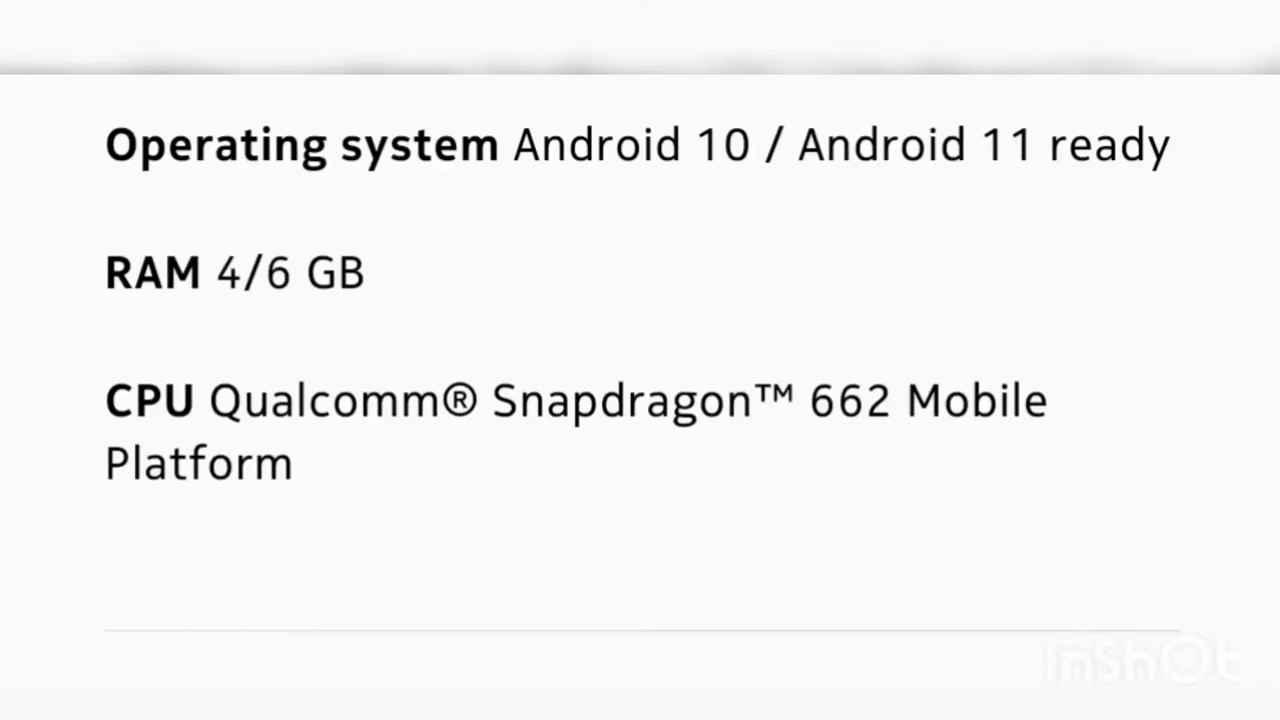 Operating system Android 10 / Android 11 ready
RAM 4/6 GB
CPU Qualcomm® Snapdragon™ 662 Mobile
Platform
InShOt